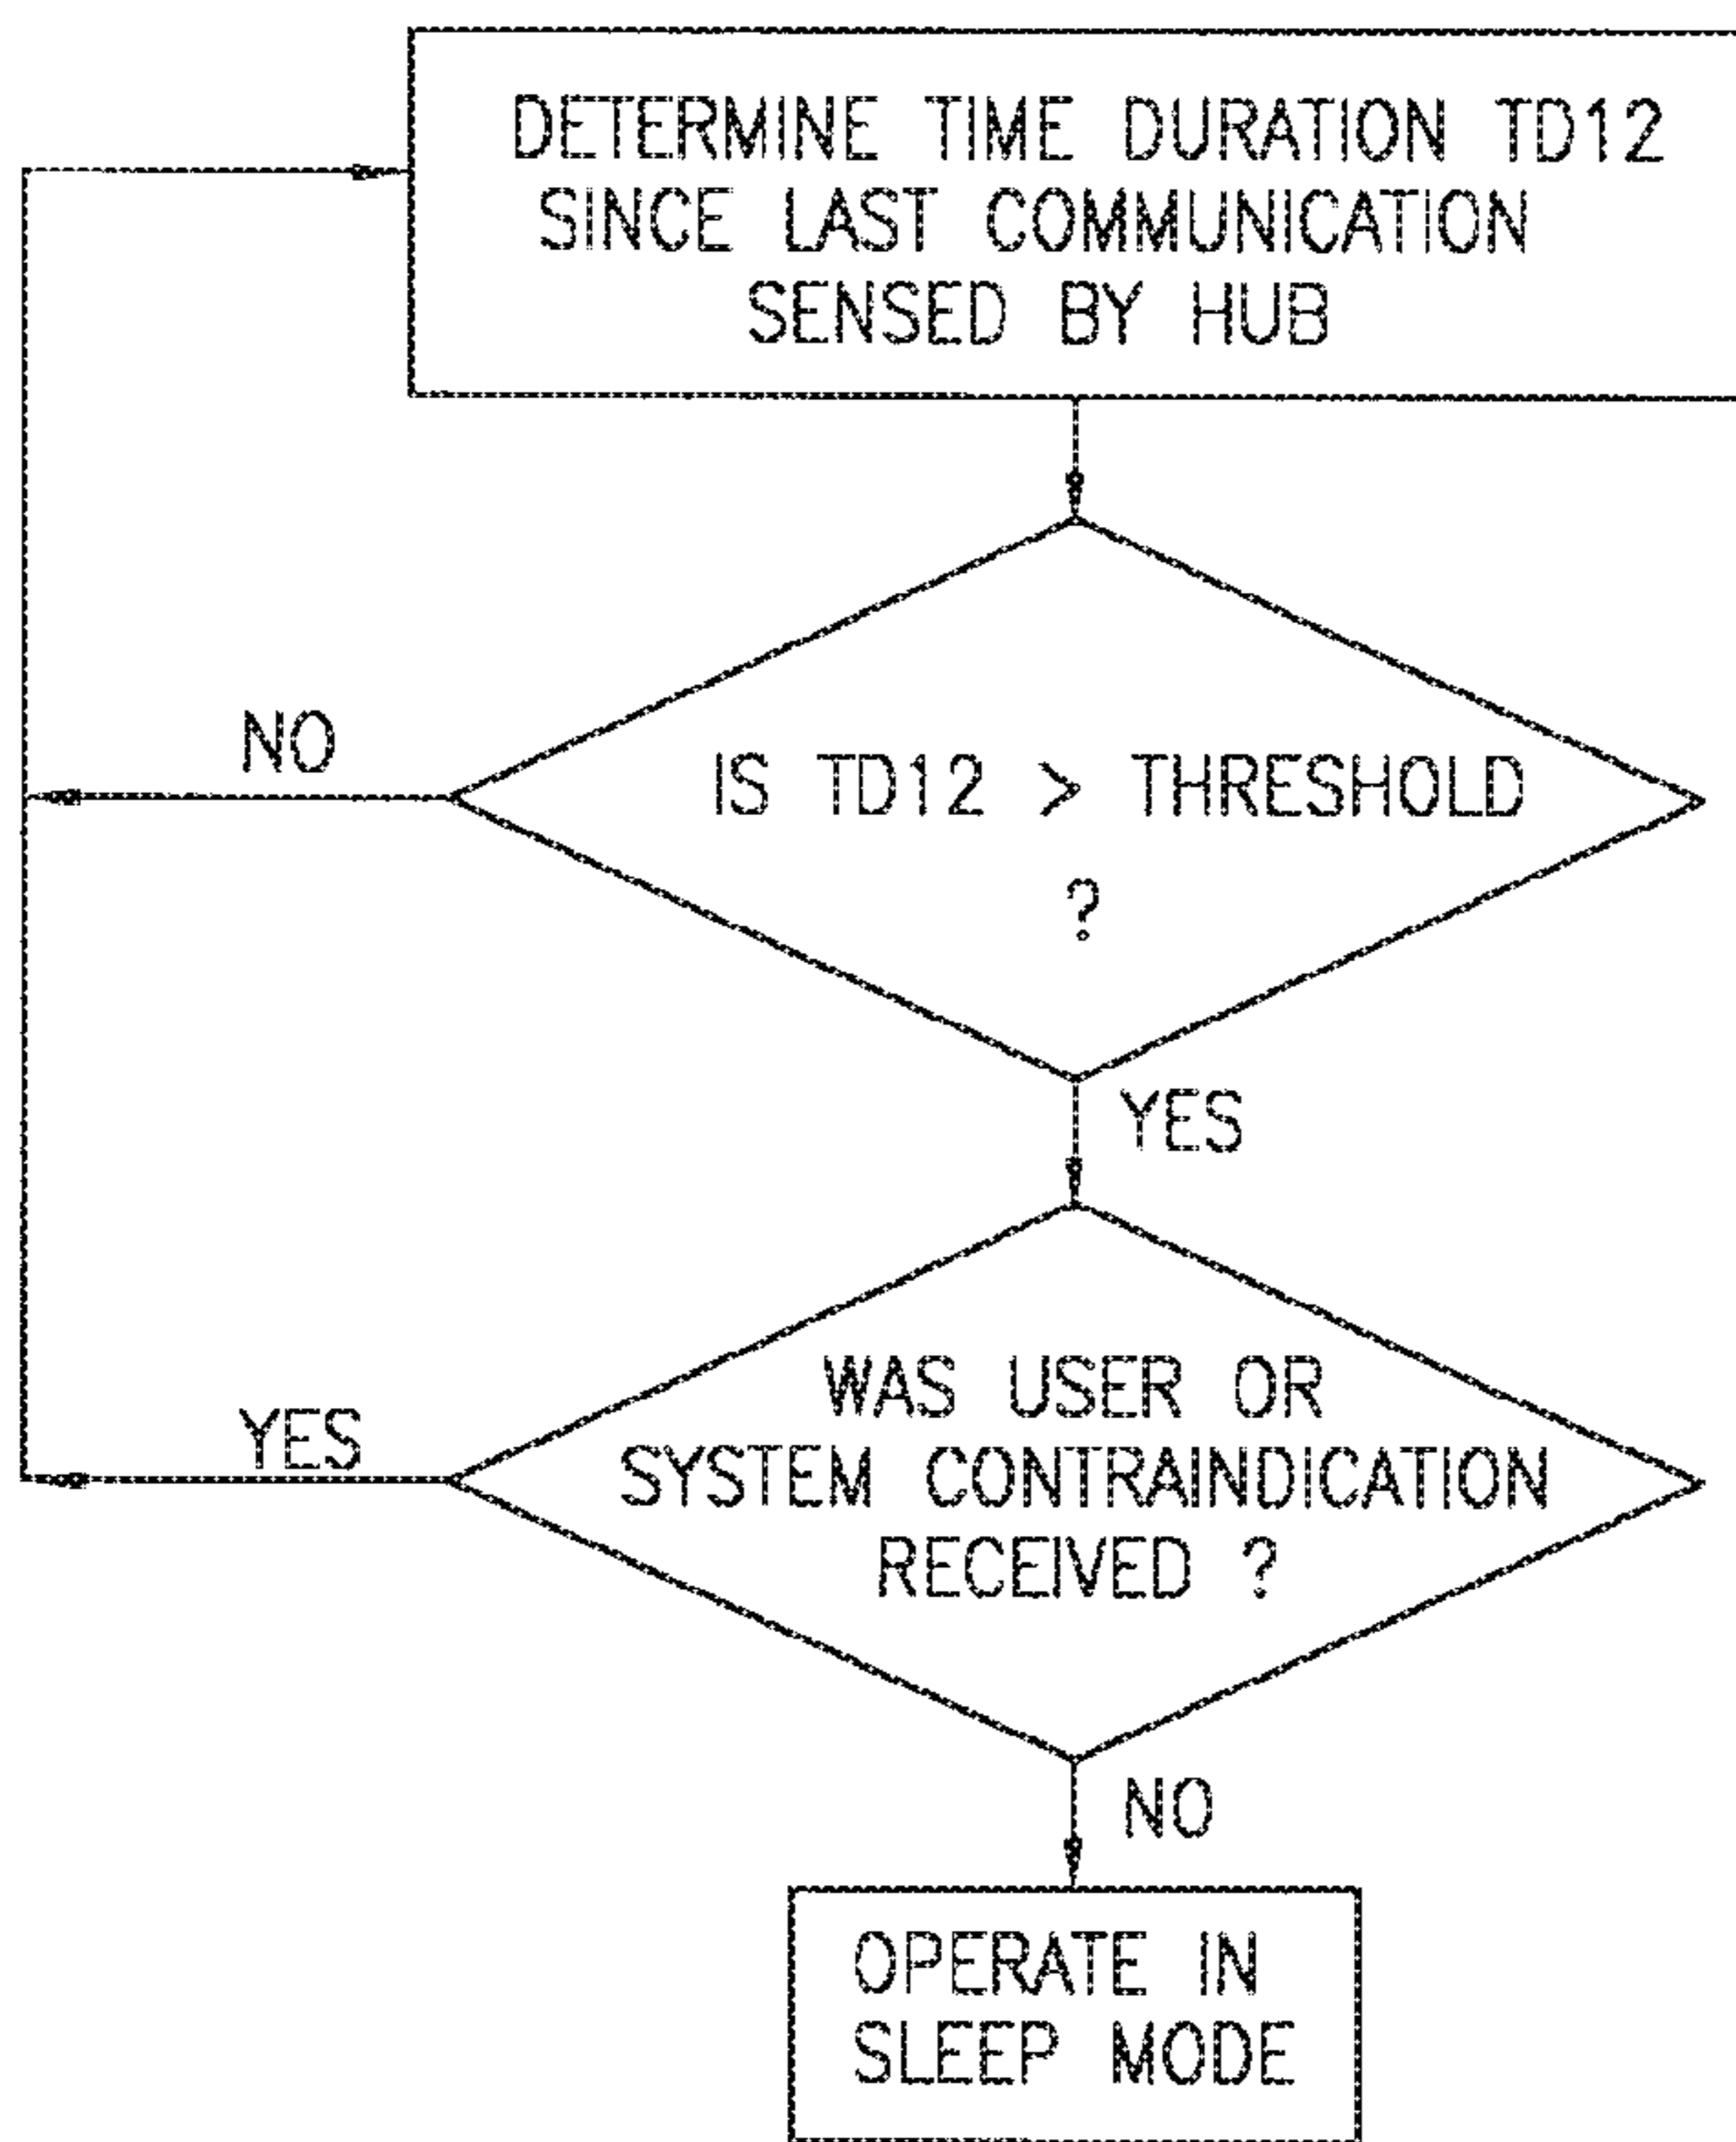 DETERMINE TIME DURATION TD12
SINCE LAST COMMUNICATION
SENSED BY HUB
NO
IS TD12 > THRESHOLD
?
YES
WAS USER OR
YES
SYSTEM CONTRAINDICATION
RECEIVED ?
NO
OPERATE IN
SLEEP MODE